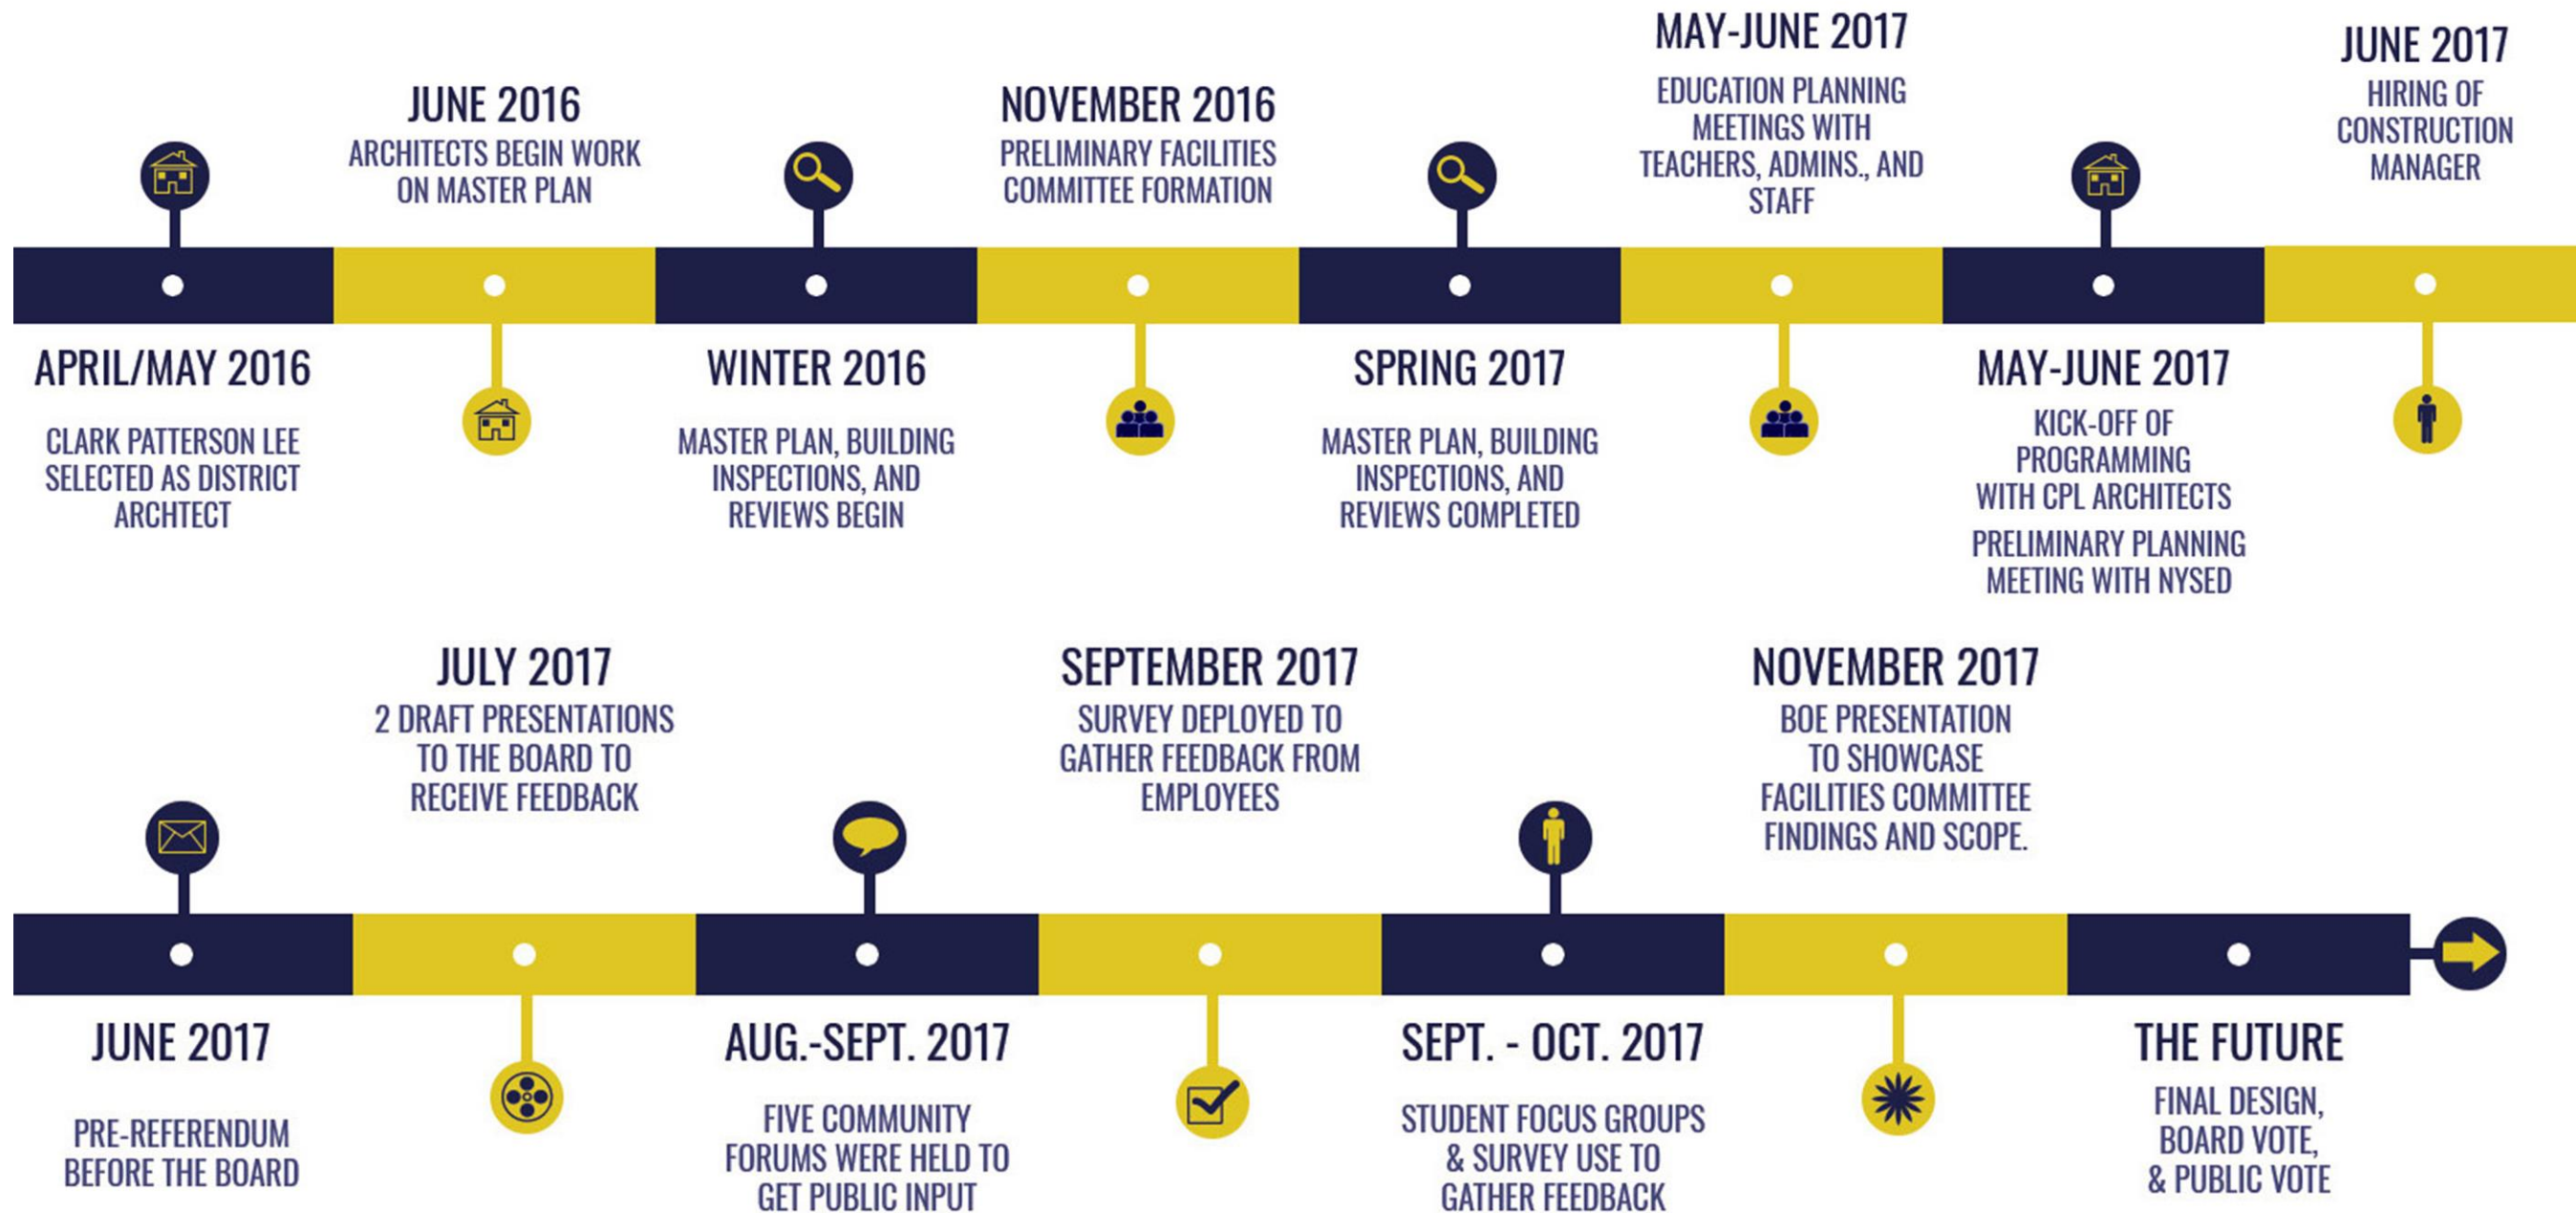 APRIL/MAY 2016
CLARK PATTERSON LEE
SELECTED AS DISTRICT
ARCHTECT
JUNE 2016
ARCHITECTS BEGIN WORK
ON MASTER PLAN
WINTER 2016
MASTER PLAN, BUILDING
INSPECTIONS, AND
REVIEWS BEGIN
NOVEMBER 2016
PRELIMINARY FACILITIES
COMMITTEE FORMATION
SPRING 2017
MASTER PLAN, BUILDING
INSPECTIONS, AND
REVIEWS COMPLETED
MAY-JUNE 2017
EDUCATION PLANNING
MEETINGS WITH
TEACHERS, ADMINS., AND
STAFF
MAY-JUNE 2017
KICK-OFF OF
PROGRAMMING
WITH CPL ARCHITECTS
PRELIMINARY PLANNING
MEETING WITH NYSED
JUNE 2017
HIRING OF
CONSTRUCTION
MANAGER
JUNE 2017
PRE-REFERENDUM
BEFORE THE BOARD
JULY 2017
2 DRAFT PRESENTATIONS
TO THE BOARD TO
RECEIVE FEEDBACK
AUG.-SEPT. 2017
FIVE COMMUNITY
FORUMS WERE HELD TO
GET PUBLIC INPUT
SEPTEMBER 2017
SURVEY DEPLOYED TO
GATHER FEEDBACK FROM
EMPLOYEES
SEPT. - OCT. 2017
STUDENT FOCUS GROUPS
& SURVEY USE TO
GATHER FEEDBACK
NOVEMBER 2017
BOE PRESENTATION
TO SHOWCASE
FACILITIES COMMITTEE
FINDINGS AND SCOPE.
THE FUTURE
FINAL DESIGN,
BOARD VOTE,
& PUBLIC VOTE